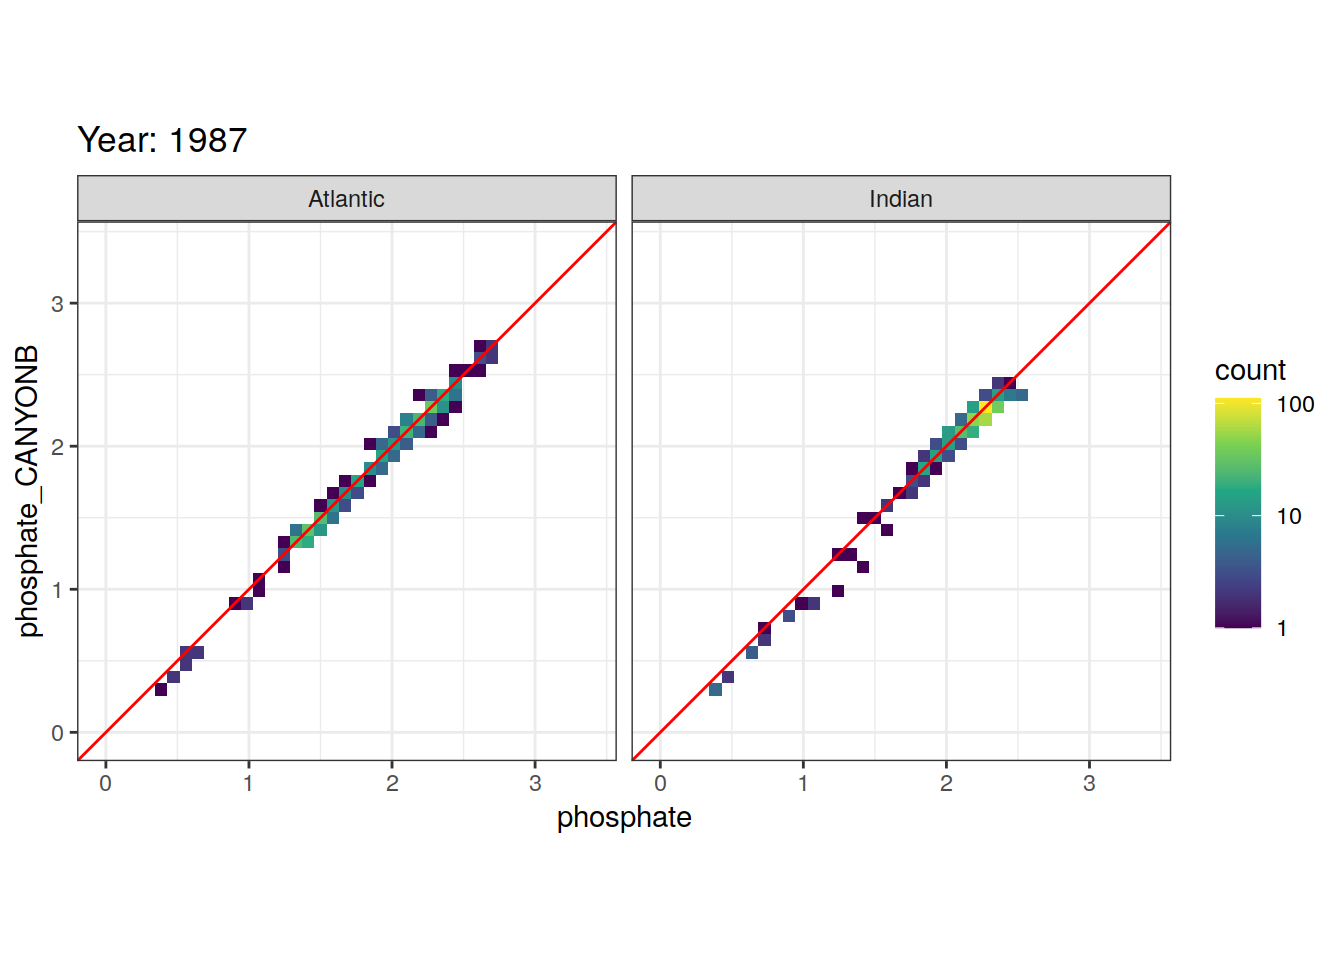 Year: 1987
Atlantic
Indian
phosphate_CANYONB
3
2
1
0
0 1 2 3
0 1 2 3
phosphate
count
100
10
1